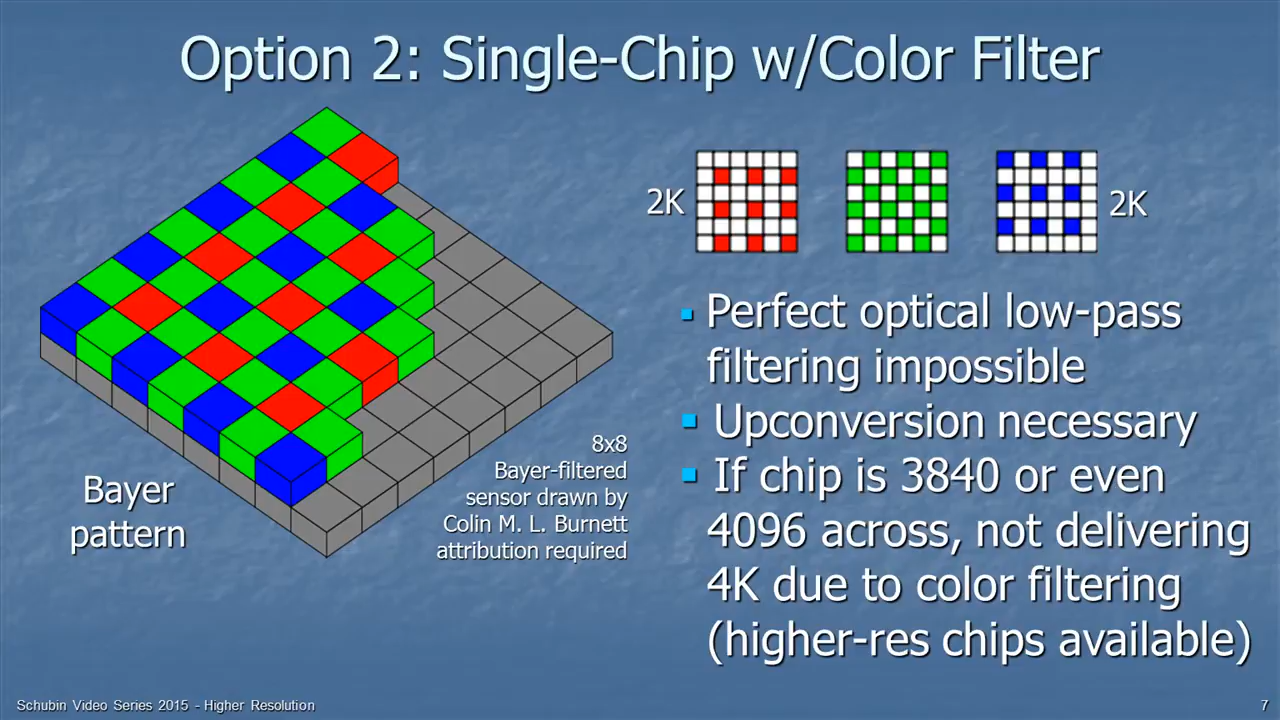 Option 2: Single-Chip w/Color Filter
2K
2K
Bayer
pattern
8x8
Bayer-filtered
sensor drawn by
Colin M. L. Burnett
attribution required
▪ Perfect optical low-pass
filtering impossible
▪ Upconversion necessary
▪ If chip is 3840 or even
4096 across, not delivering
4K due to color filtering
(higher-res chips available)
Schubin Video Series 2015 - Higher Resolution
7